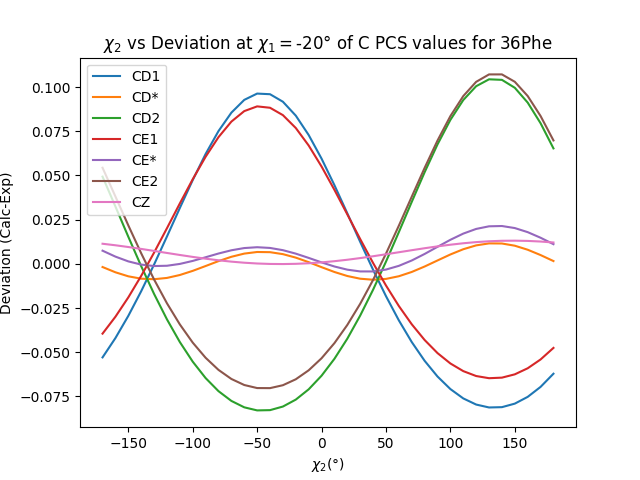 χ₂ vs Deviation at χ₁ = -20° of C PCS values for 36Phe
CD1
CD*
CD2
CE1
CE*
CE2
CZ
0.100
0.075
0.050
0.025
0.000
−0.025
−0.050
−0.075
Deviation (Calc-Exp)
−150
−100
−50
0
50
100
150
χ₂(°)